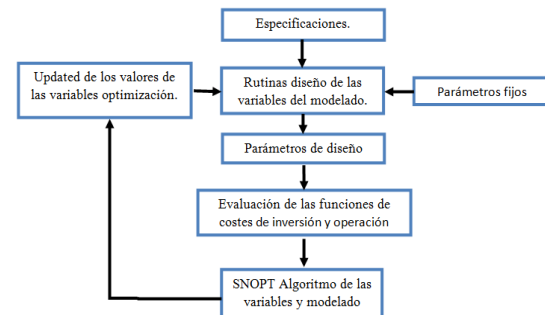 Especificaciones.
Updated de los valores de
las variables optimización.
Rutinas diseño de las
variables del modelado.
Parámetros fijos
Parámetros de diseño
Evaluación de las funciones de
costes de inversión y operación
SNOPT Algoritmo de las
variables y modelado